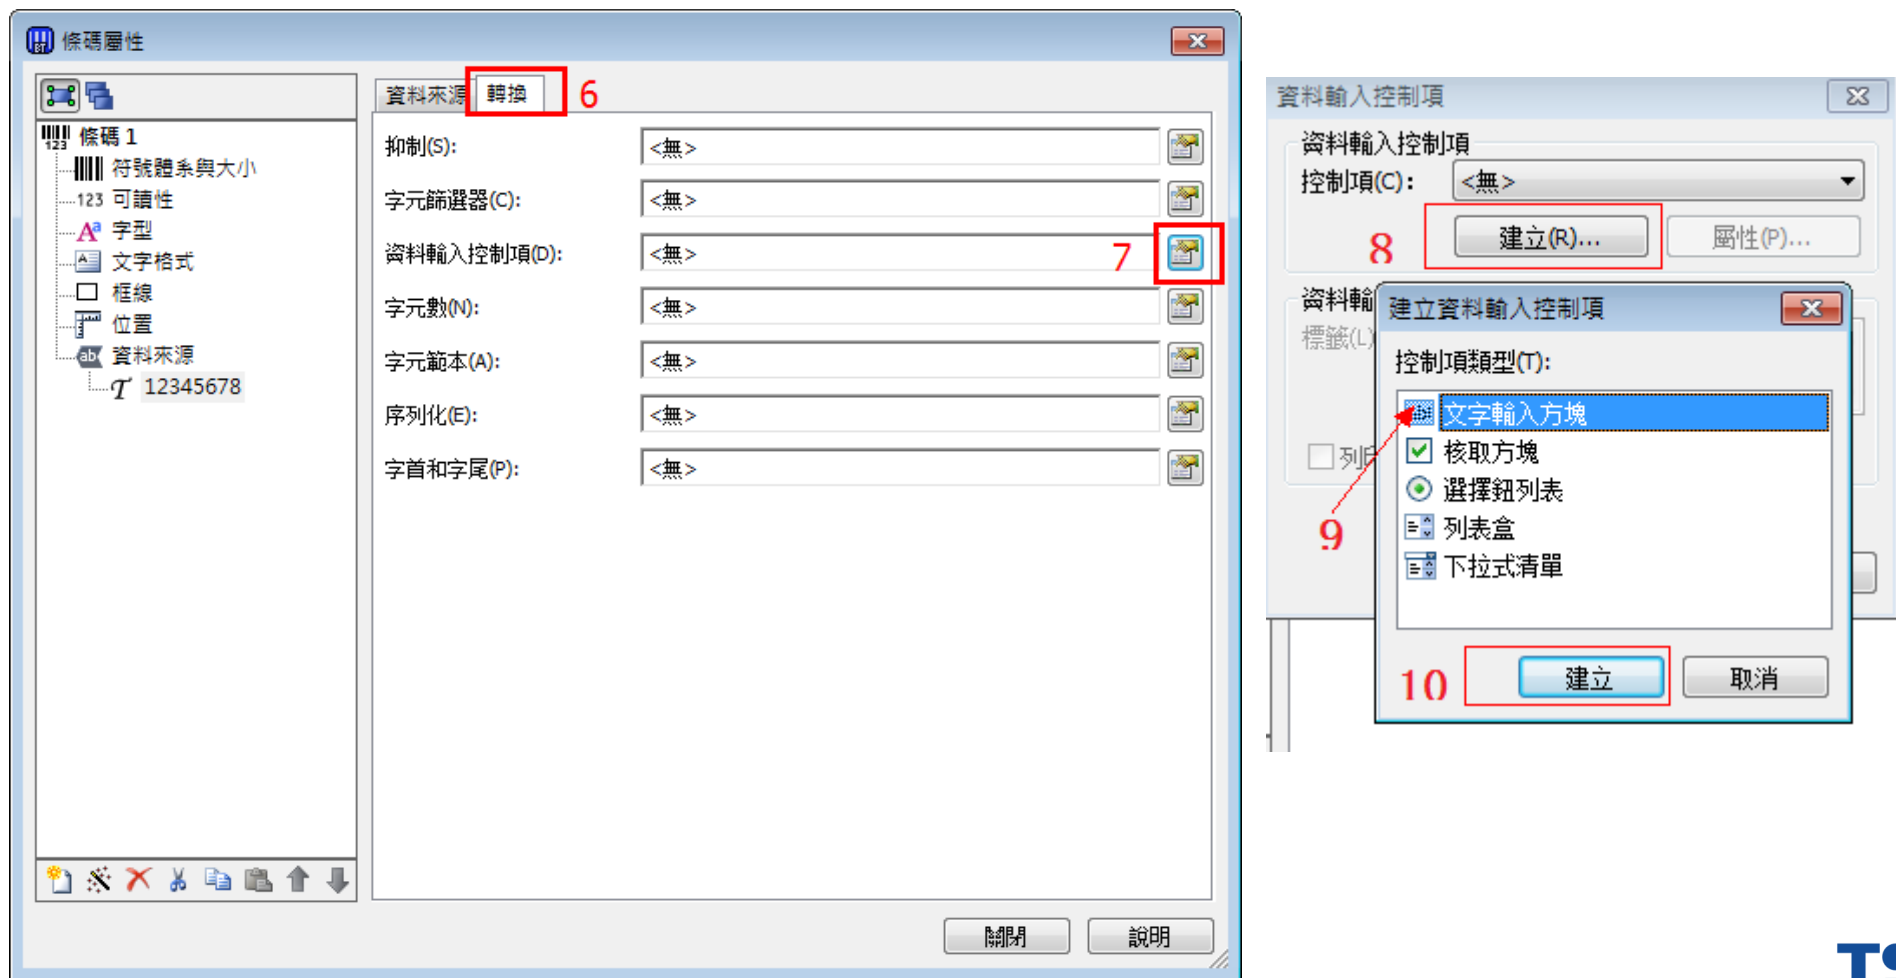 條碼屬性
條碼 1
符號體系與大小
123 可讀性
字型
文字格式
框線
位置
資料來源
12345678
資料來源 轉換 6
抑制(S): <無>
字元篩選器(C): <無>
資料輸入控制項(D): <無> 7
字元數(N): <無>
字元範本(A): <無>
序列化(E): <無>
字首和字尾(P): <無>
關閉 說明
資料輸入控制項
資料輸入控制項
控制項(C): <無>
8 建立(R)... 屬性(P)...
資料輸
標籤(L)
列印
建立資料輸入控制項
控制項類型(T):
文字輸入方塊
核取方塊
選擇鈕列表
9 列表盒
下拉式清單
10 建立 取消